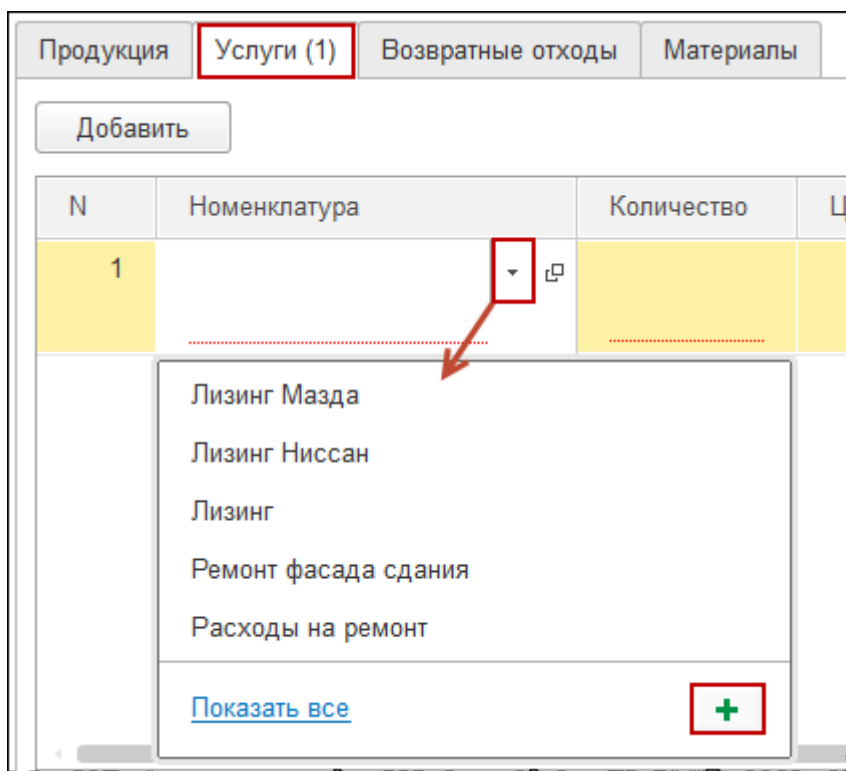 Продукция Услуги (1) Возвратные отходы Материалы
Добавить
N Номенклатура Количество Ц
1
Лизинг Мазда
Лизинг Ниссан
Лизинг
Ремонт фасада сдания
Расходы на ремонт
Показать все